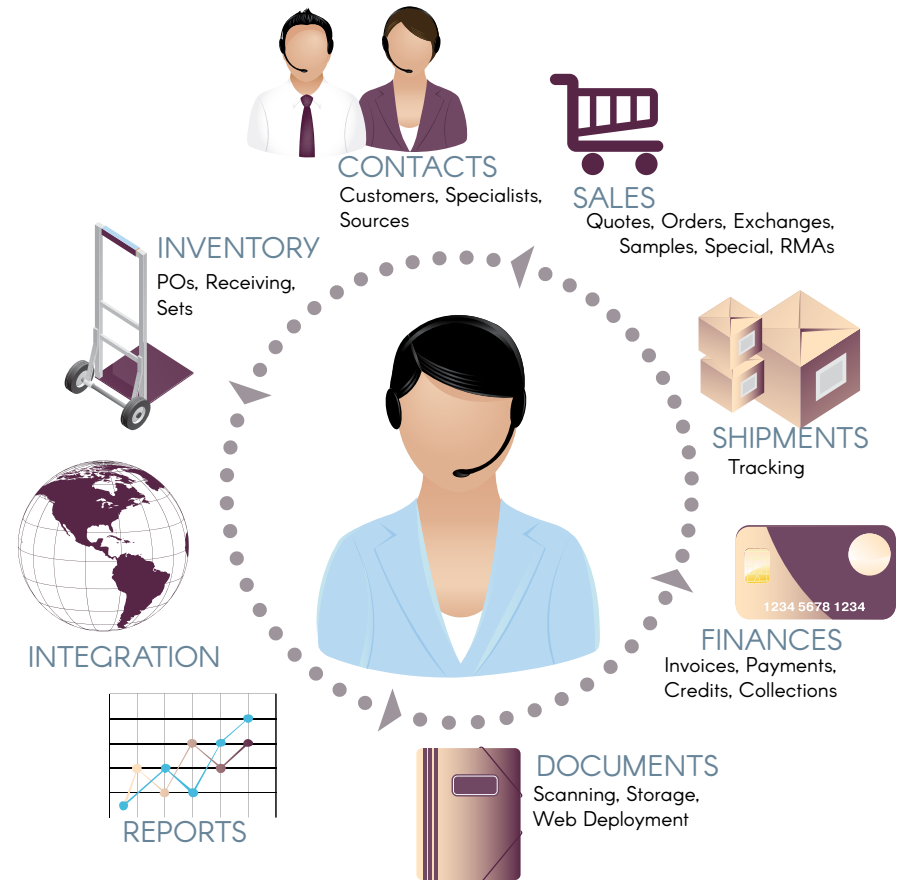 CONTACTS
Customers, Specialists,
Sources
SALES
Quotes, Orders, Exchanges,
Samples, Special, RMAs
INVENTORY
POs, Receiving,
Sets
SHIPMENTS
Tracking
1234 5678 1234
FINANCES
Invoices, Payments,
Credits, Collections
INTEGRATION
DOCUMENTS
Scanning, Storage,
Web Deployment
REPORTS